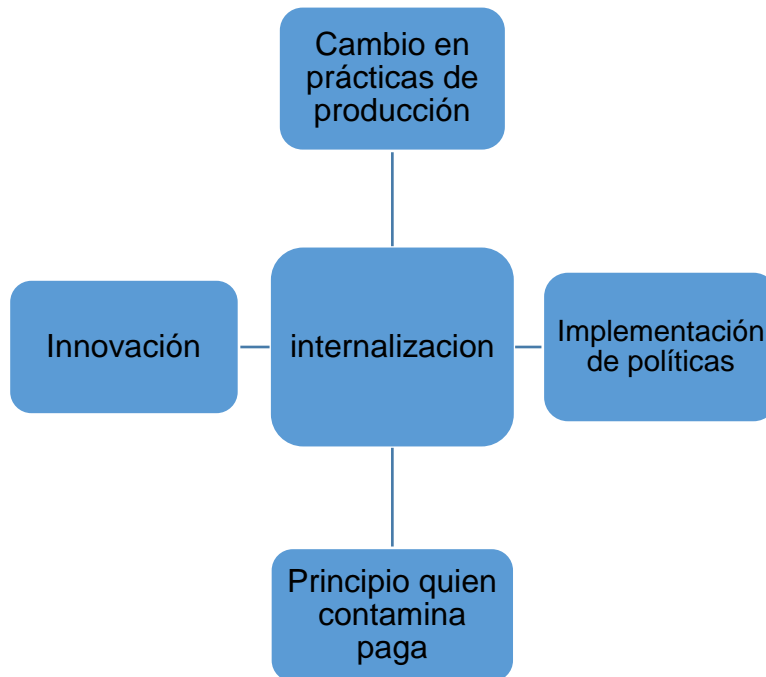 Cambio en
prácticas de
producción
Innovación
internalizacion
Implementación
de políticas
Principio quien
contamina
paga